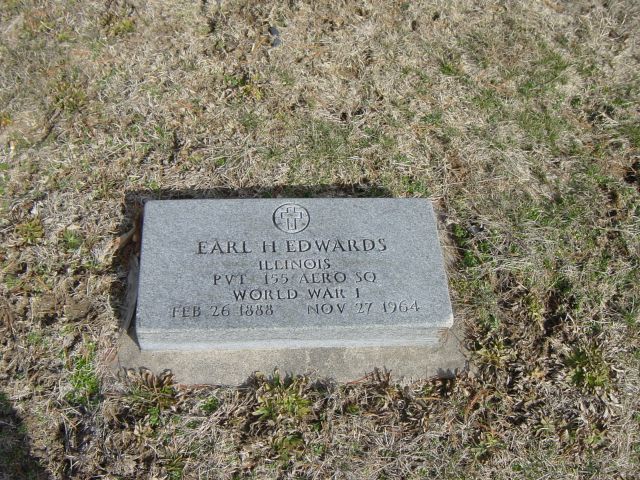 EARL H EDWARDS
ILLINOIS
PVT 155 AERO SQ
WORLD WAR I
FEB 26 1888 NOV 27 1964